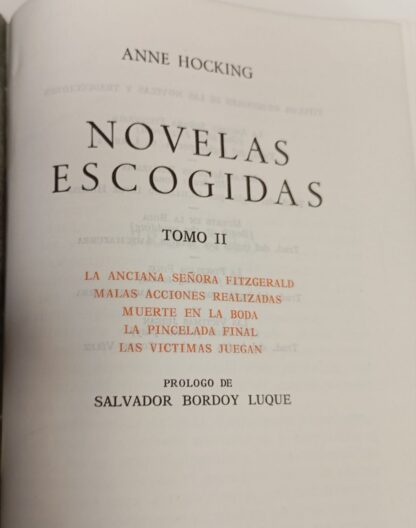 ANNE HOCKING
NOVELAS
ESCOGIDAS
TOMO II
LA ANCIANA SEÑORA FITZGERALD
MALAS ACCIONES REALIZADAS
MUERTE EN LA BODA
LA PINCELADA FINAL
LAS VICTIMAS JUEGAN
PROLOGO DE
SALVADOR BORDOY LUQUE